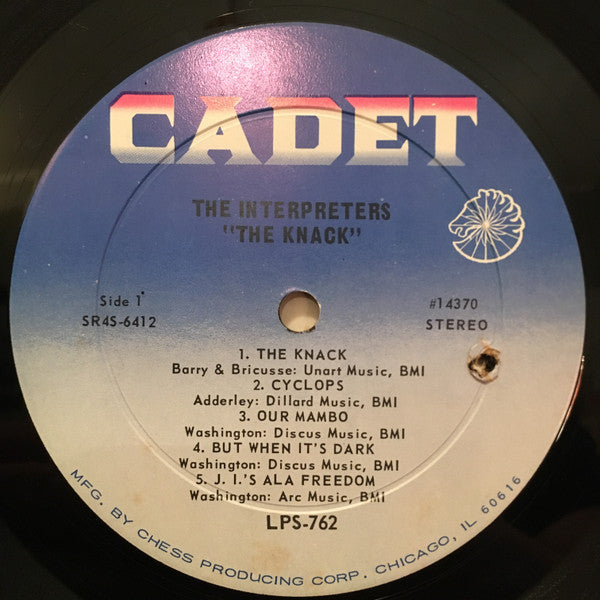 CADET
THE INTERPRETERS
"THE KNACK"
Side 1
SR4S-6412
#14370
STEREO
1. THE KNACK
Barry & Bricusse: Unart Music, BMI
2. CYCLOPS
Adderley: Dillard Music, BMI
3. OUR MAMBO
Washington: Discus Music, BMI
4. BUT WHEN IT'S DARK
Washington: Discus Music, BMI
5. J. I.'S ALA FREEDOM
Washington: Arc Music, BMI
LPS-762
MFG. BY CHESS PRODUCING CORP. CHICAGO, IL 60616